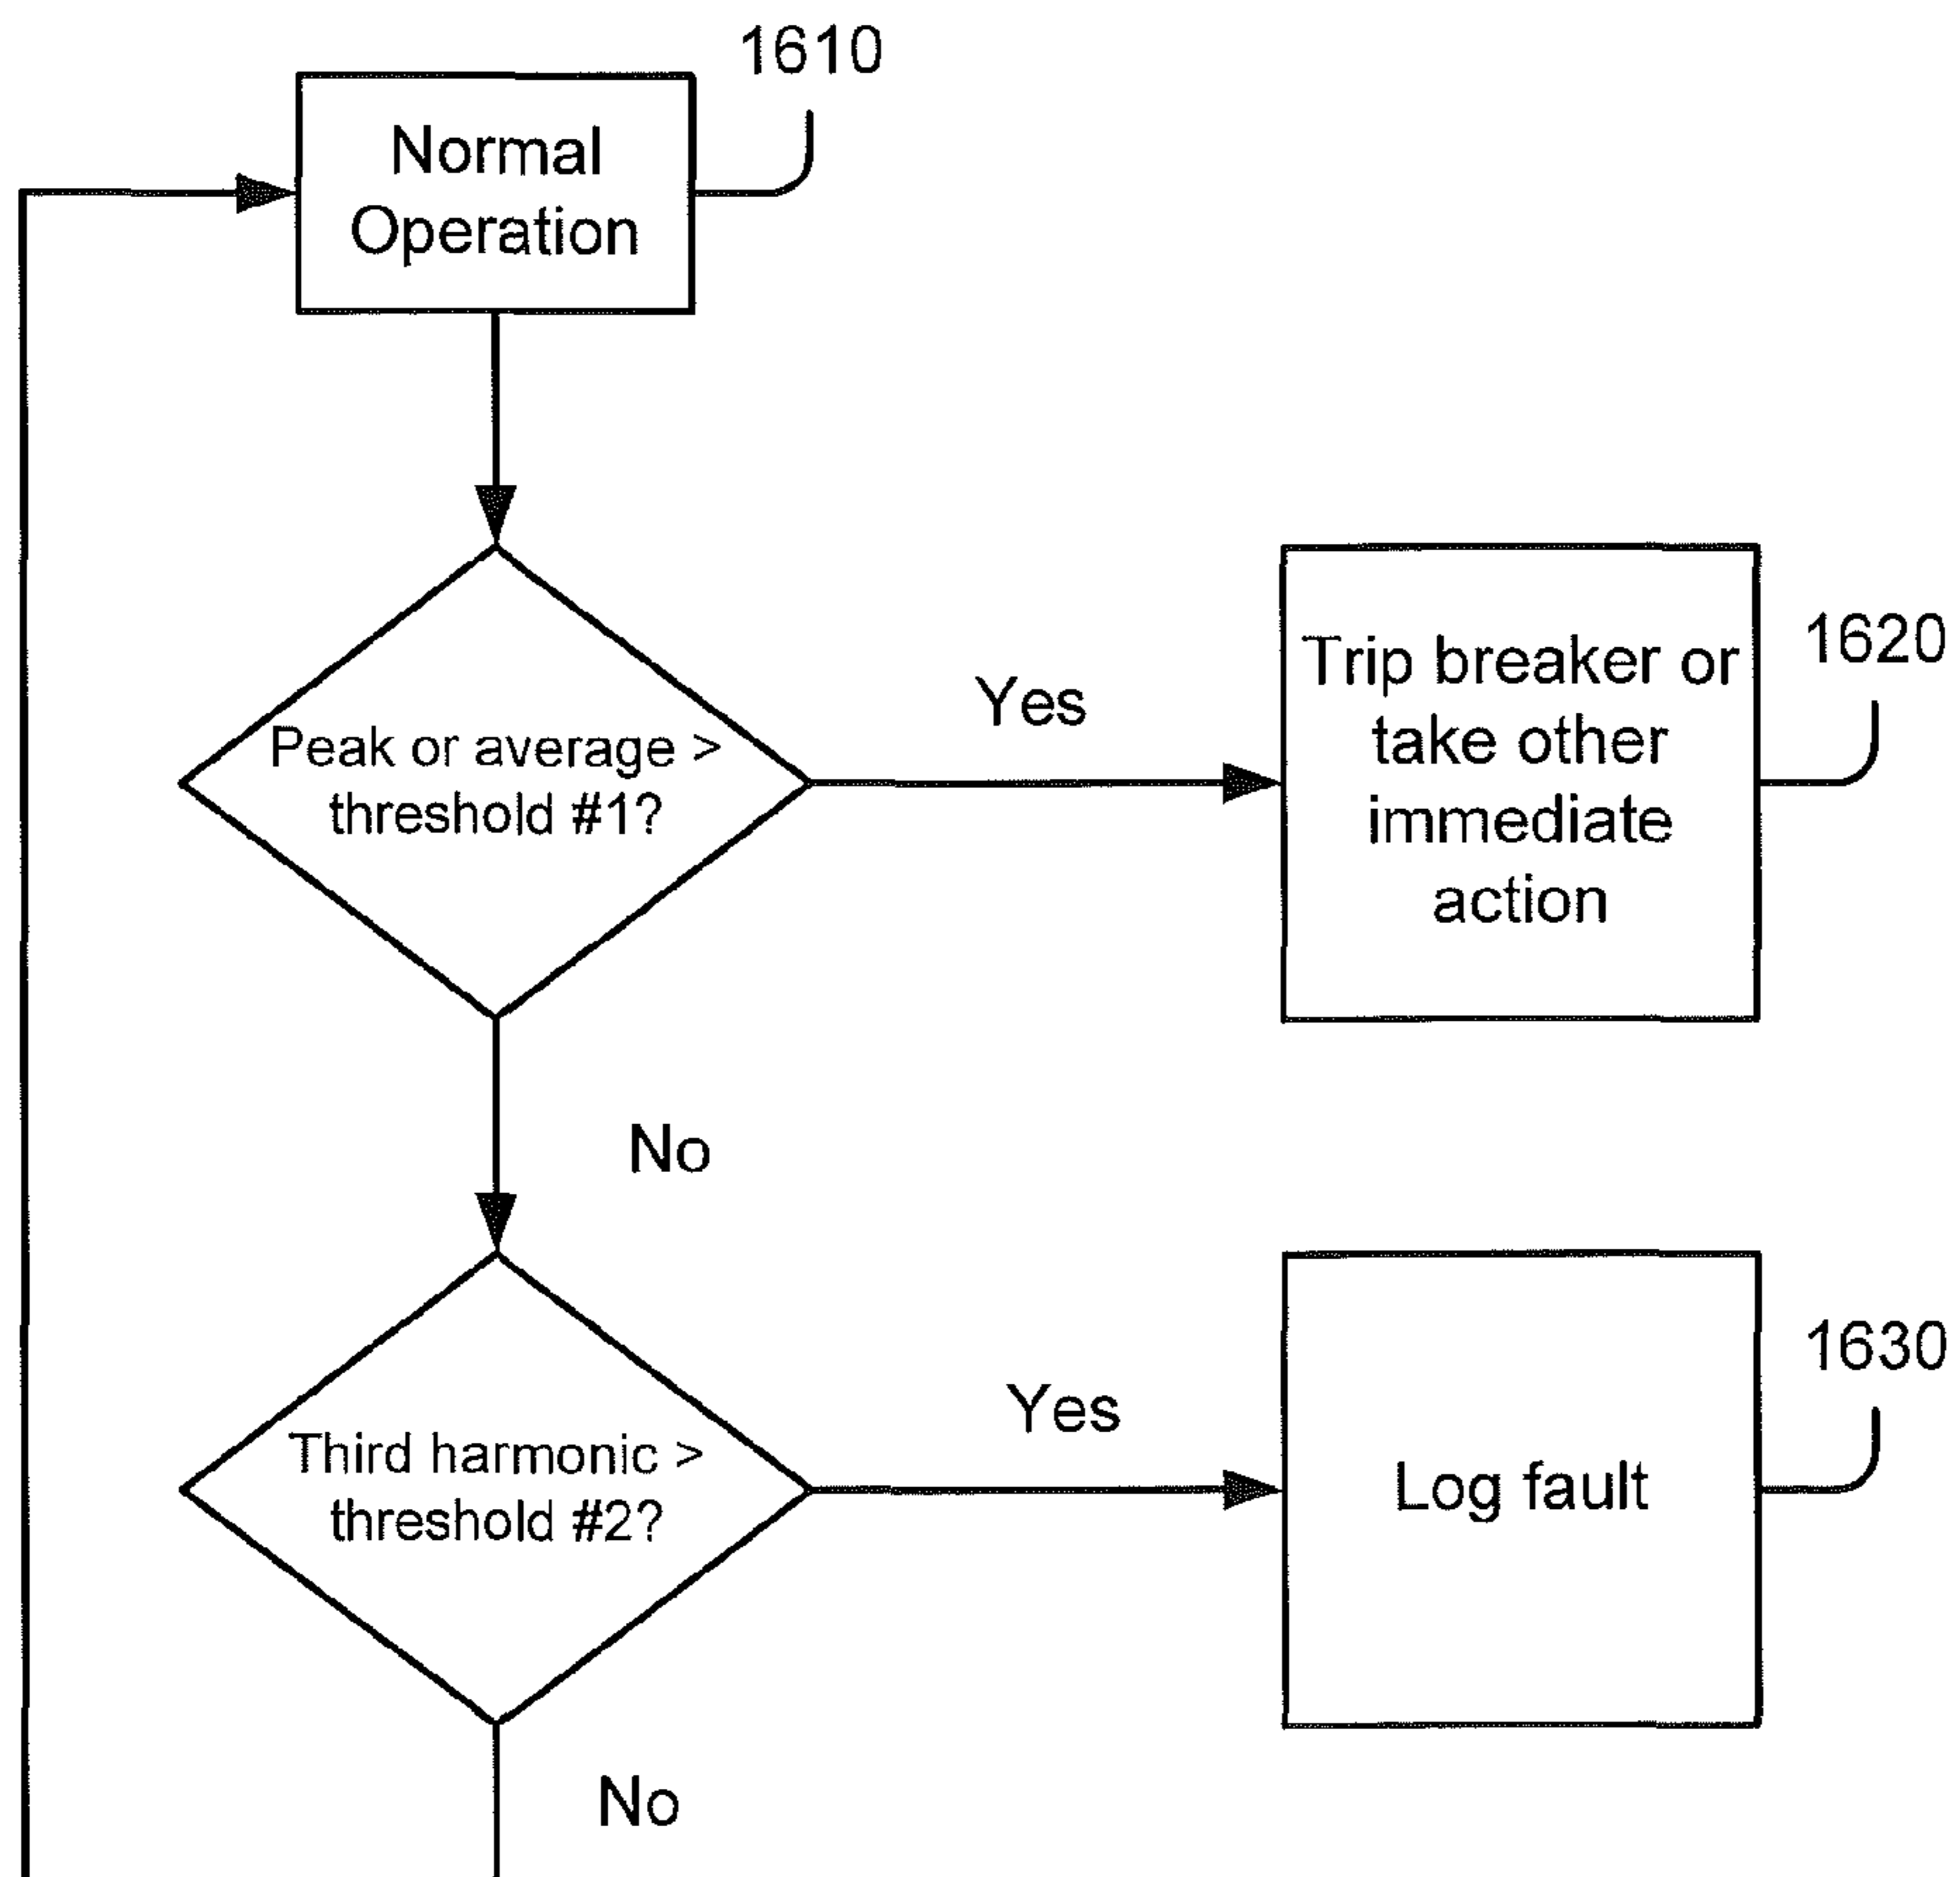 1610
Normal
Operation
Peak or average >
threshold #1?
Yes
Trip breaker or
take other
immediate
action
1620
No
Third harmonic >
threshold #2?
Yes
Log fault
1630
No